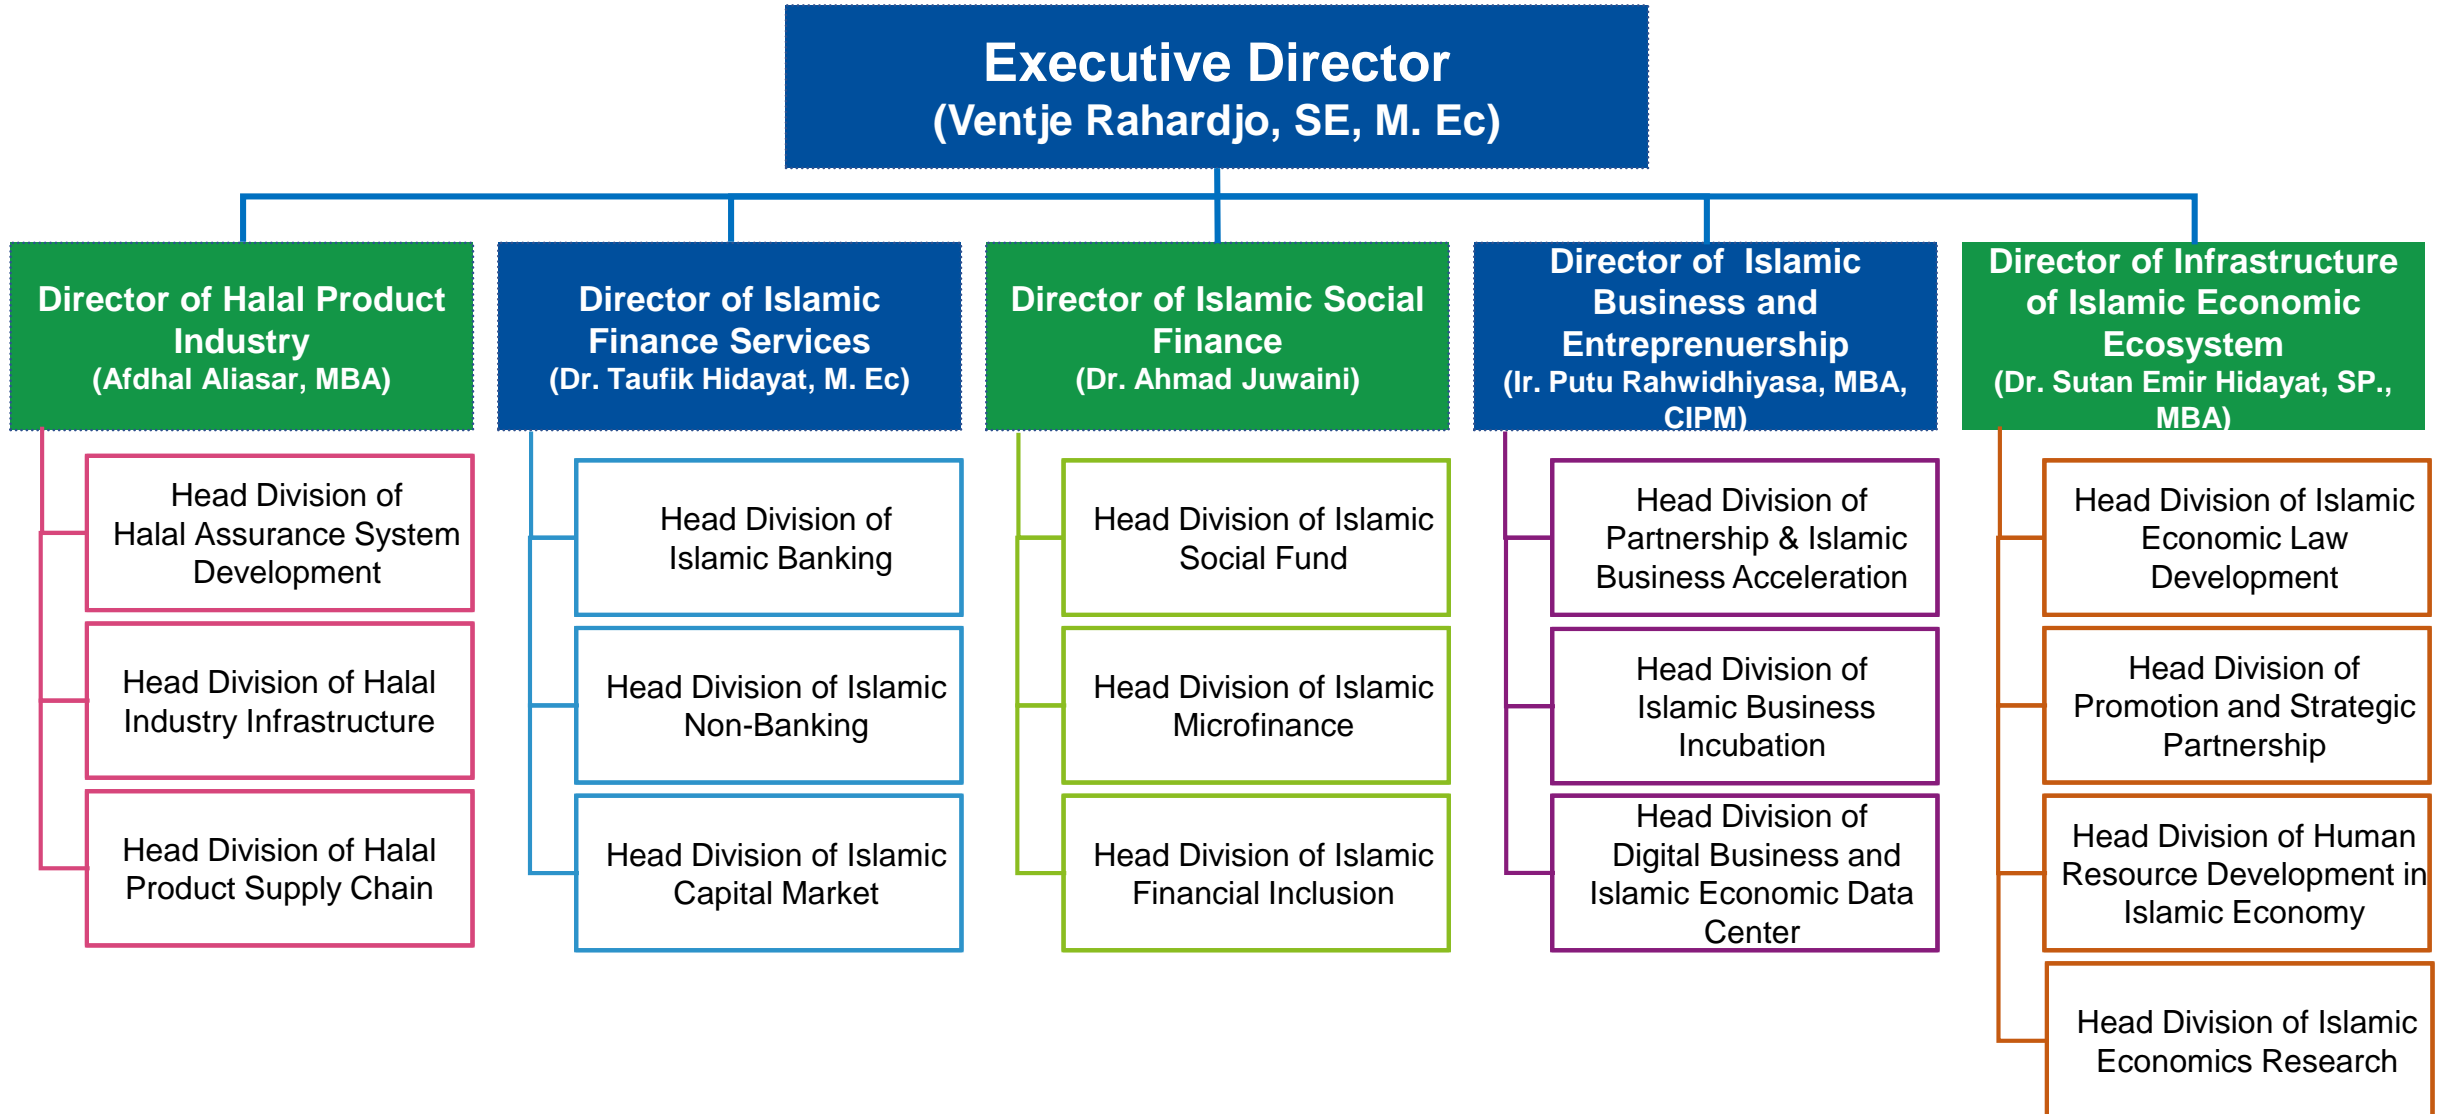 Executive Director
(Ventje Rahardjo, SE, M. Ec)
Director of Halal Product
Industry
(Afdhal Aliasar, MBA)
Director of Islamic
Finance Services
(Dr. Taufik Hidayat, M. Ec)
Director of Islamic Social
Finance
(Dr. Ahmad Juwaini)
Director of  Islamic
Business and
Entreprenuership
(Ir. Putu Rahwidhiyasa, MBA,
CIPM)
Director of Infrastructure
of Islamic Economic
Ecosystem
(Dr. Sutan Emir Hidayat, SP.,
MBA)
Head Division of
Halal Assurance System
Development
Head Division of Halal
Industry Infrastructure
Head Division of Halal
Product Supply Chain
Head Division of
Islamic Banking
Head Division of Islamic
Non-Banking
Head Division of Islamic
Capital Market
Head Division of Islamic
Social Fund
Head Division of Islamic
Microfinance
Head Division of Islamic
Financial Inclusion
Head Division of
Partnership & Islamic
Business Acceleration
Head Division of
Islamic Business
Incubation
Head Division of
Digital Business and
Islamic Economic Data
Center
Head Division of Islamic
Economic Law
Development
Head Division of
Promotion and Strategic
Partnership
Head Division of Human
Resource Development in
Islamic Economy
Head Division of Islamic
Economics Research